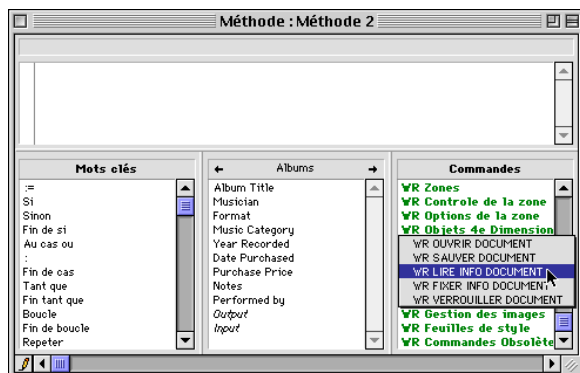 Méthode : Méthode 2
Mots clés
:=
Si
Sinon
Fin de si
Au cas ou
:
Fin de cas
Tant que
Fin tant que
Boucle
Fin de boucle
Repeter
← Albums →
Album Title
Musician
Format
Music Category
Year Recorded
Date Purchased
Purchase Price
Notes
Performed by
Output
Input
Commandes
WR Zones
WR Controle de la zone
WR Options de la zone
WR Objets 4e Dimension
WR OUVRIR DOCUMENT
WR SAUVER DOCUMENT
WR LIRE INFO DOCUMENT
WR FIXER INFO DOCUMENT
WR VERROUILLER DOCUMENT
WR Gestion des images
WR Feuilles de style
WR Commandes Obsolète